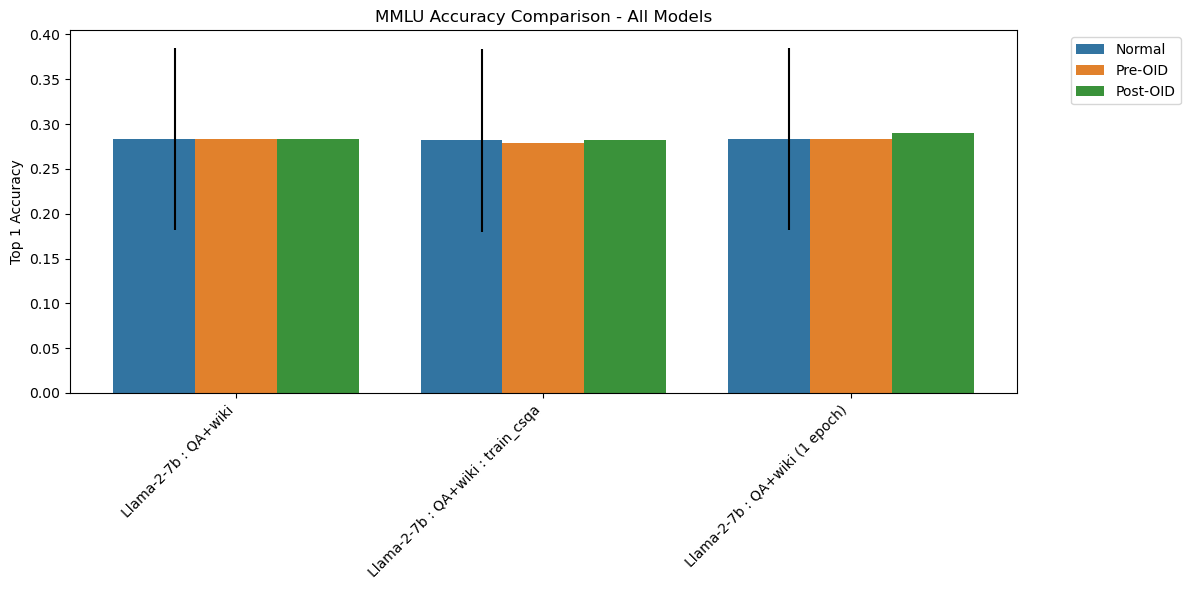 MMLU Accuracy Comparison - All Models
Top 1 Accuracy
0.40
0.35
0.30
0.25
0.20
0.15
0.10
0.05
0.00
Llama-2-7b : QA+wiki
Llama-2-7b : QA+wiki : train_csqa
Llama-2-7b : QA+wiki (1 epoch)
Normal
Pre-OID
Post-OID